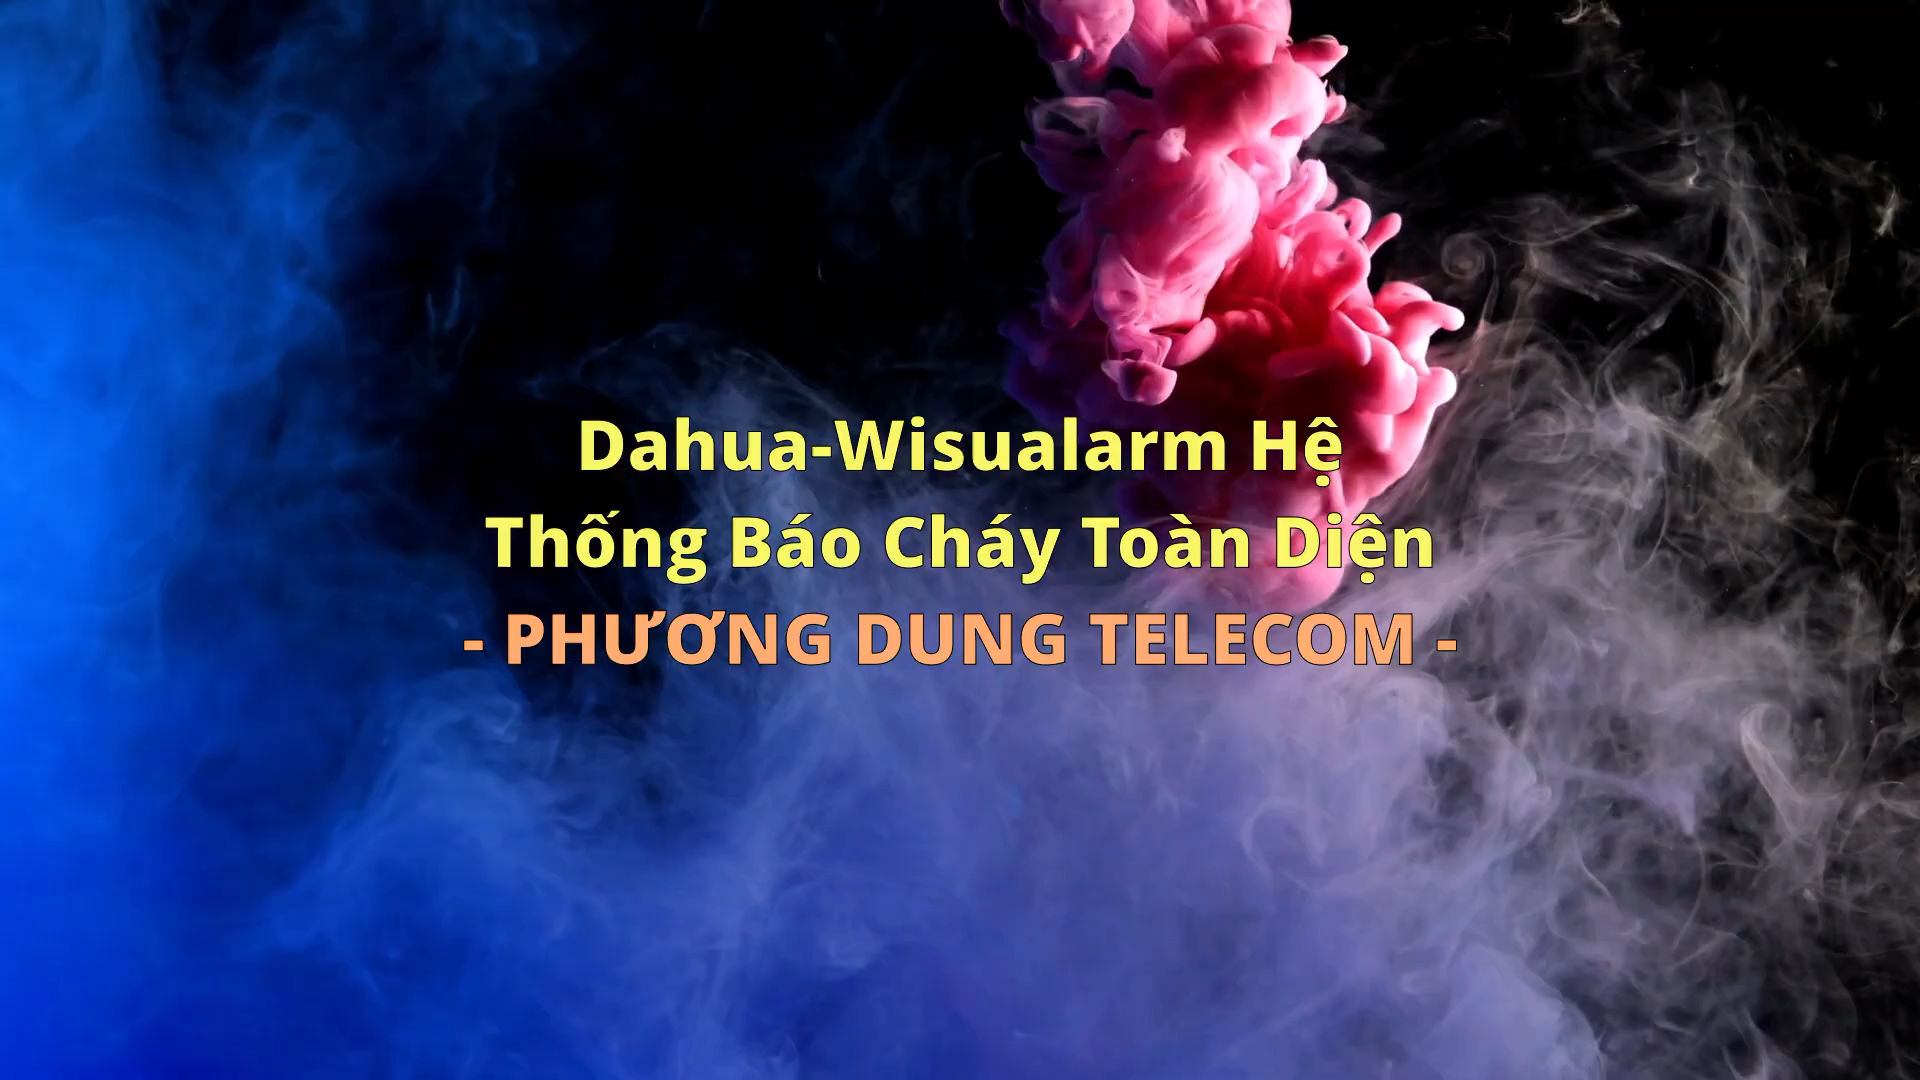 Dahua-Wisualarm Hệ
Thống Báo Cháy Toàn Diện
- PHƯƠNG DUNG TELECOM -